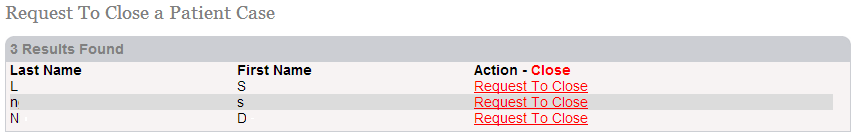 Request To Close a Patient Case
3 Results Found
Last Name First Name Action - Close
L S Request To Close
n s Request To Close
N D Request To Close